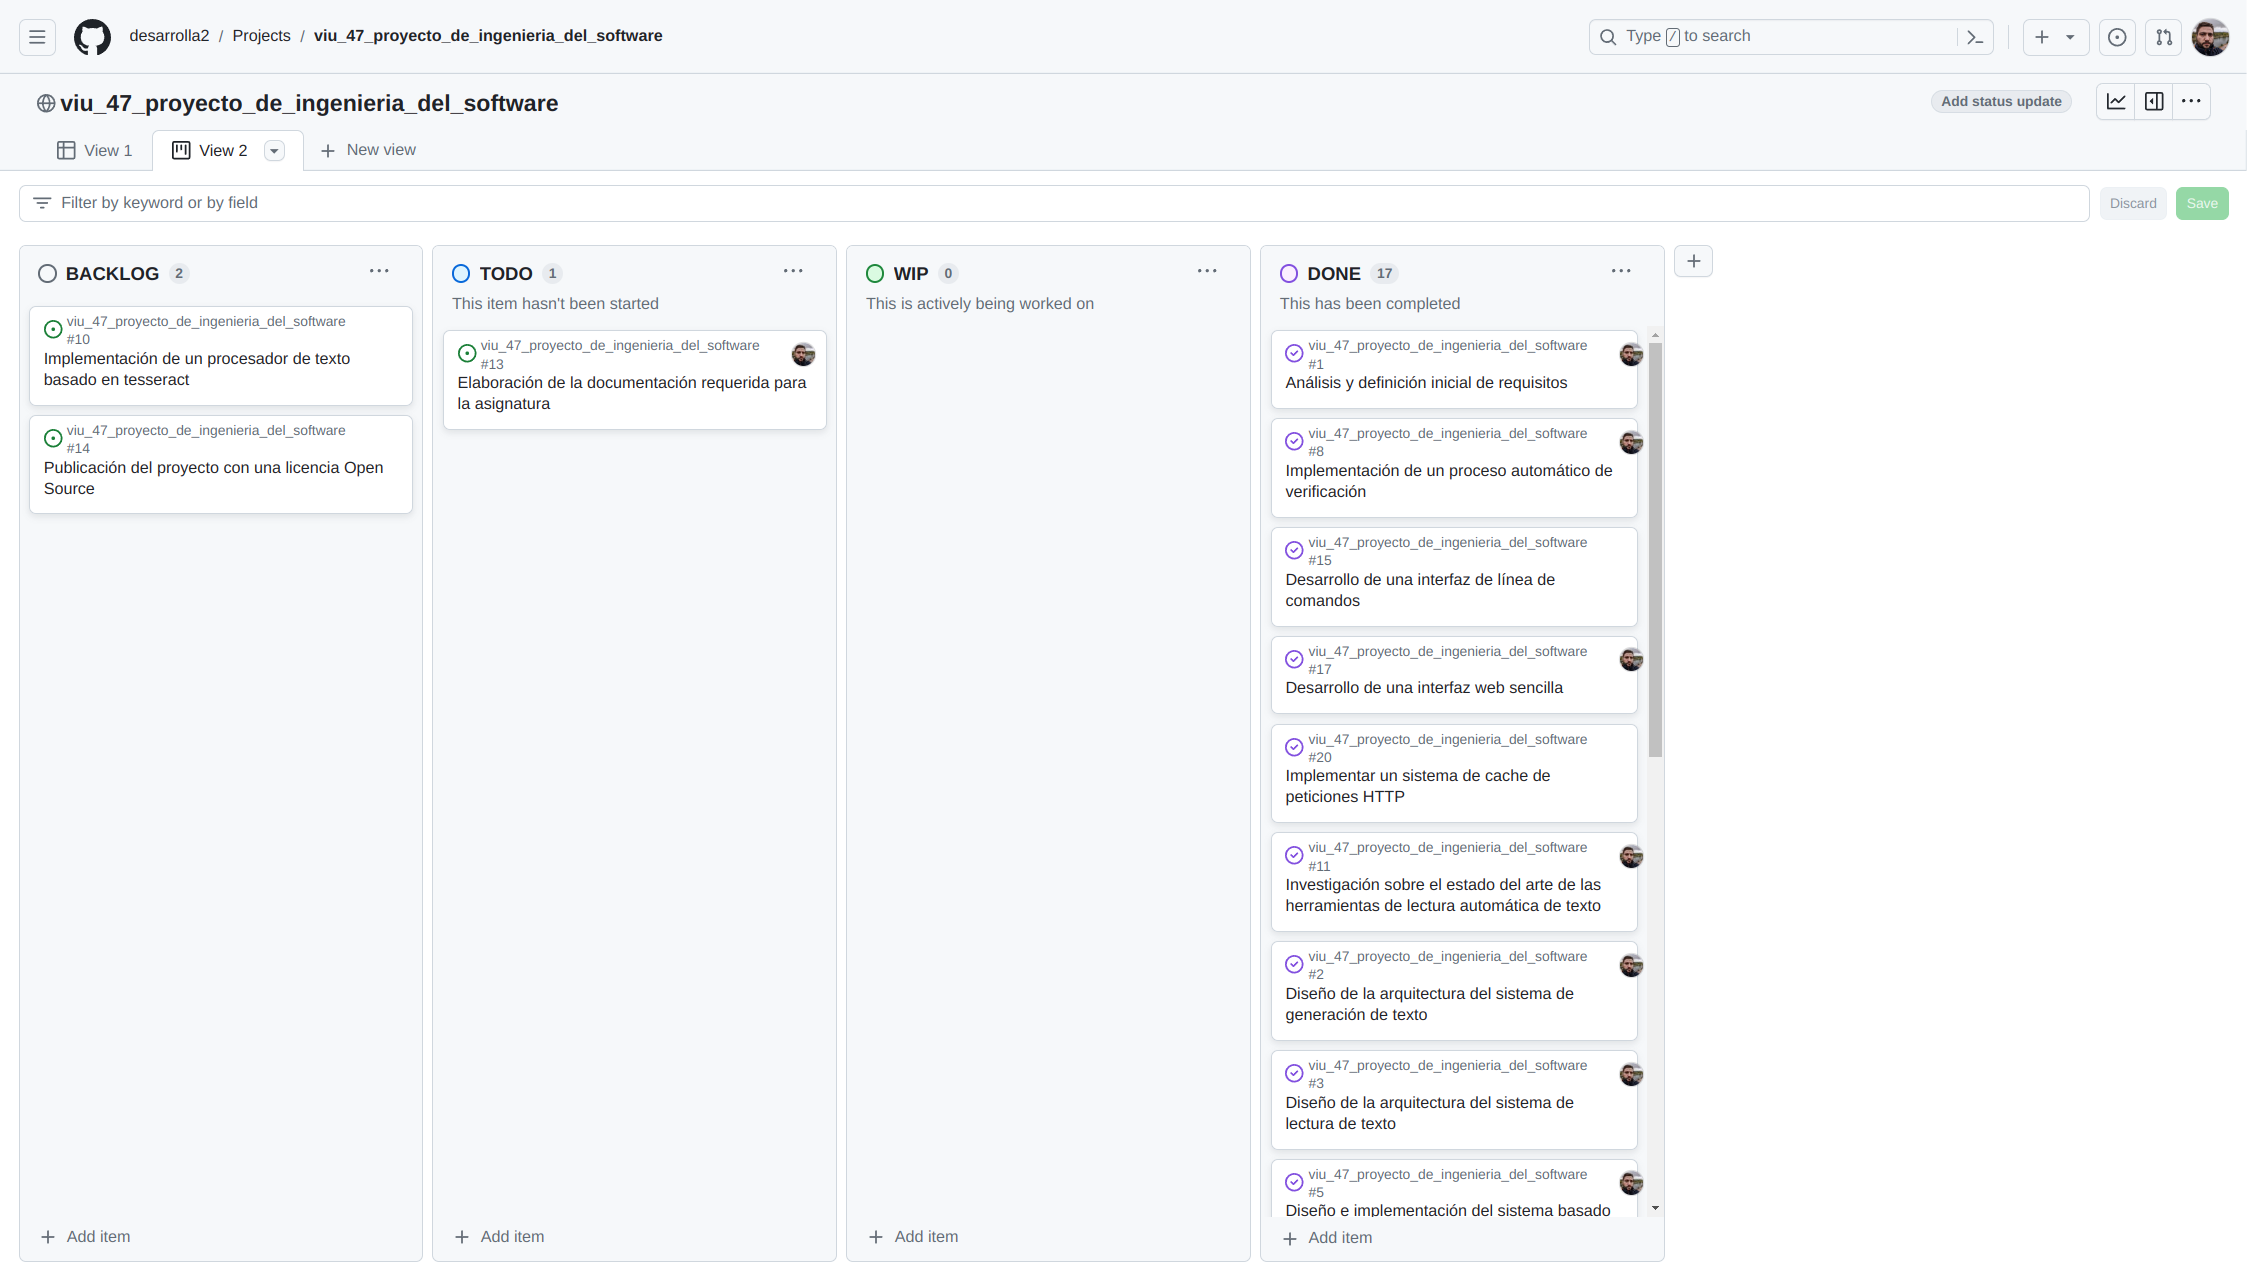 desarrolla2 / Projects / viu_47_proyecto_de_ingenieria_del_software
Type / to search
viu_47_proyecto_de_ingenieria_del_software
Add status update
View 1
View 2
New view
Filter by keyword or by field
Discard
Save
BACKLOG 2
viu_47_proyecto_de_ingenieria_del_software
#10
Implementación de un procesador de texto
basado en tesseract
viu_47_proyecto_de_ingenieria_del_software
#14
Publicación del proyecto con una licencia Open
Source
Add item
TODO 1
This item hasn't been started
viu_47_proyecto_de_ingenieria_del_software
#13
Elaboración de la documentación requerida para
la asignatura
Add item
WIP 0
This is actively being worked on
Add item
DONE 17
This has been completed
viu_47_proyecto_de_ingenieria_del_software
#1
Análisis y definición inicial de requisitos
viu_47_proyecto_de_ingenieria_del_software
#8
Implementación de un proceso automático de
verificación
viu_47_proyecto_de_ingenieria_del_software
#15
Desarrollo de una interfaz de línea de
comandos
viu_47_proyecto_de_ingenieria_del_software
#17
Desarrollo de una interfaz web sencilla
viu_47_proyecto_de_ingenieria_del_software
#20
Implementar un sistema de cache de
peticiones HTTP
viu_47_proyecto_de_ingenieria_del_software
#11
Investigación sobre el estado del arte de las
herramientas de lectura automática de texto
viu_47_proyecto_de_ingenieria_del_software
#2
Diseño de la arquitectura del sistema de
generación de texto
viu_47_proyecto_de_ingenieria_del_software
#3
Diseño de la arquitectura del sistema de
lectura de texto
viu_47_proyecto_de_ingenieria_del_software
#5
Diseño e implementación del sistema basado
Add item